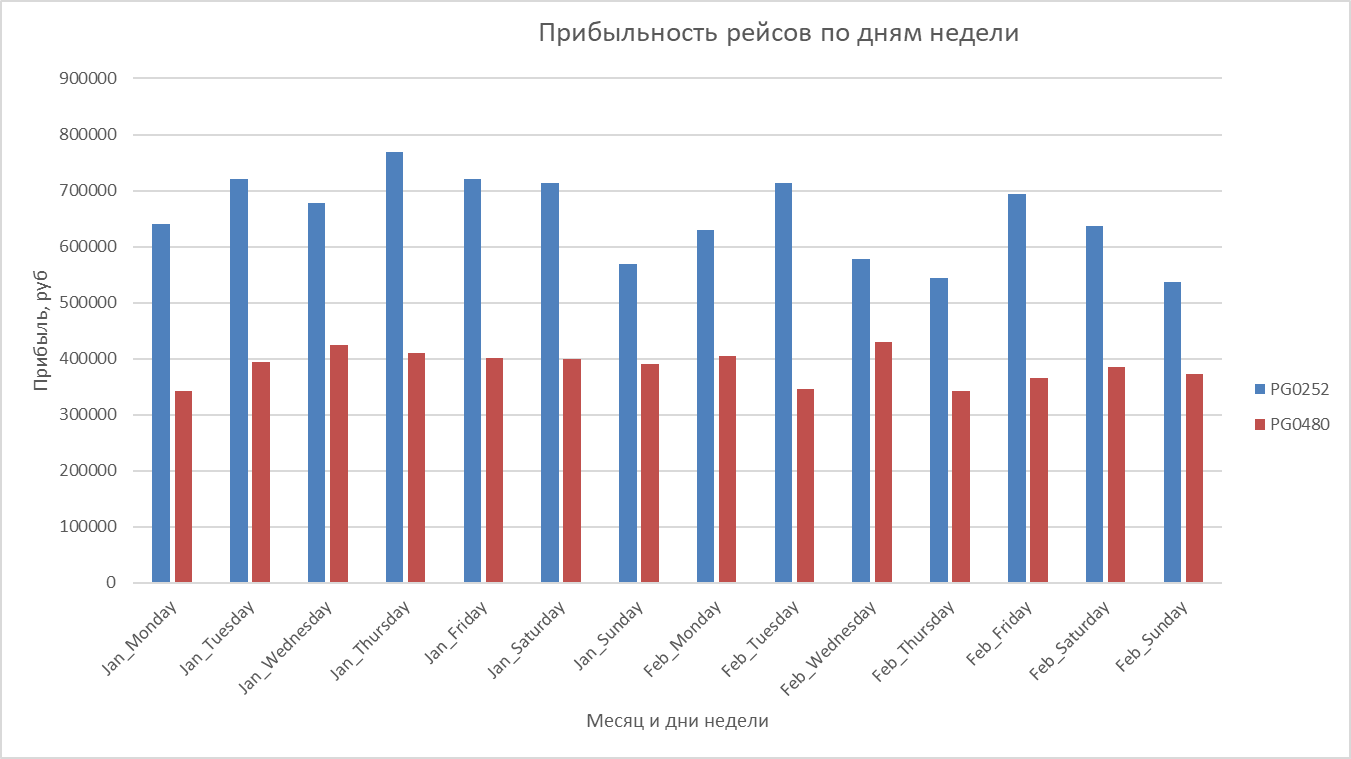 Прибыльность рейсов по дням недели
900000
800000
700000
600000
500000
400000
300000
200000
100000
0
Прибыль, руб
Jan_Monday
Jan_Tuesday
Jan_Wednesday
Jan_Thursday
Jan_Friday
Jan_Saturday
Jan_Sunday
Feb_Monday
Feb_Tuesday
Feb_Wednesday
Feb_Thursday
Feb_Friday
Feb_Saturday
Feb_Sunday
Месяц и дни недели
PG0252
PG0480